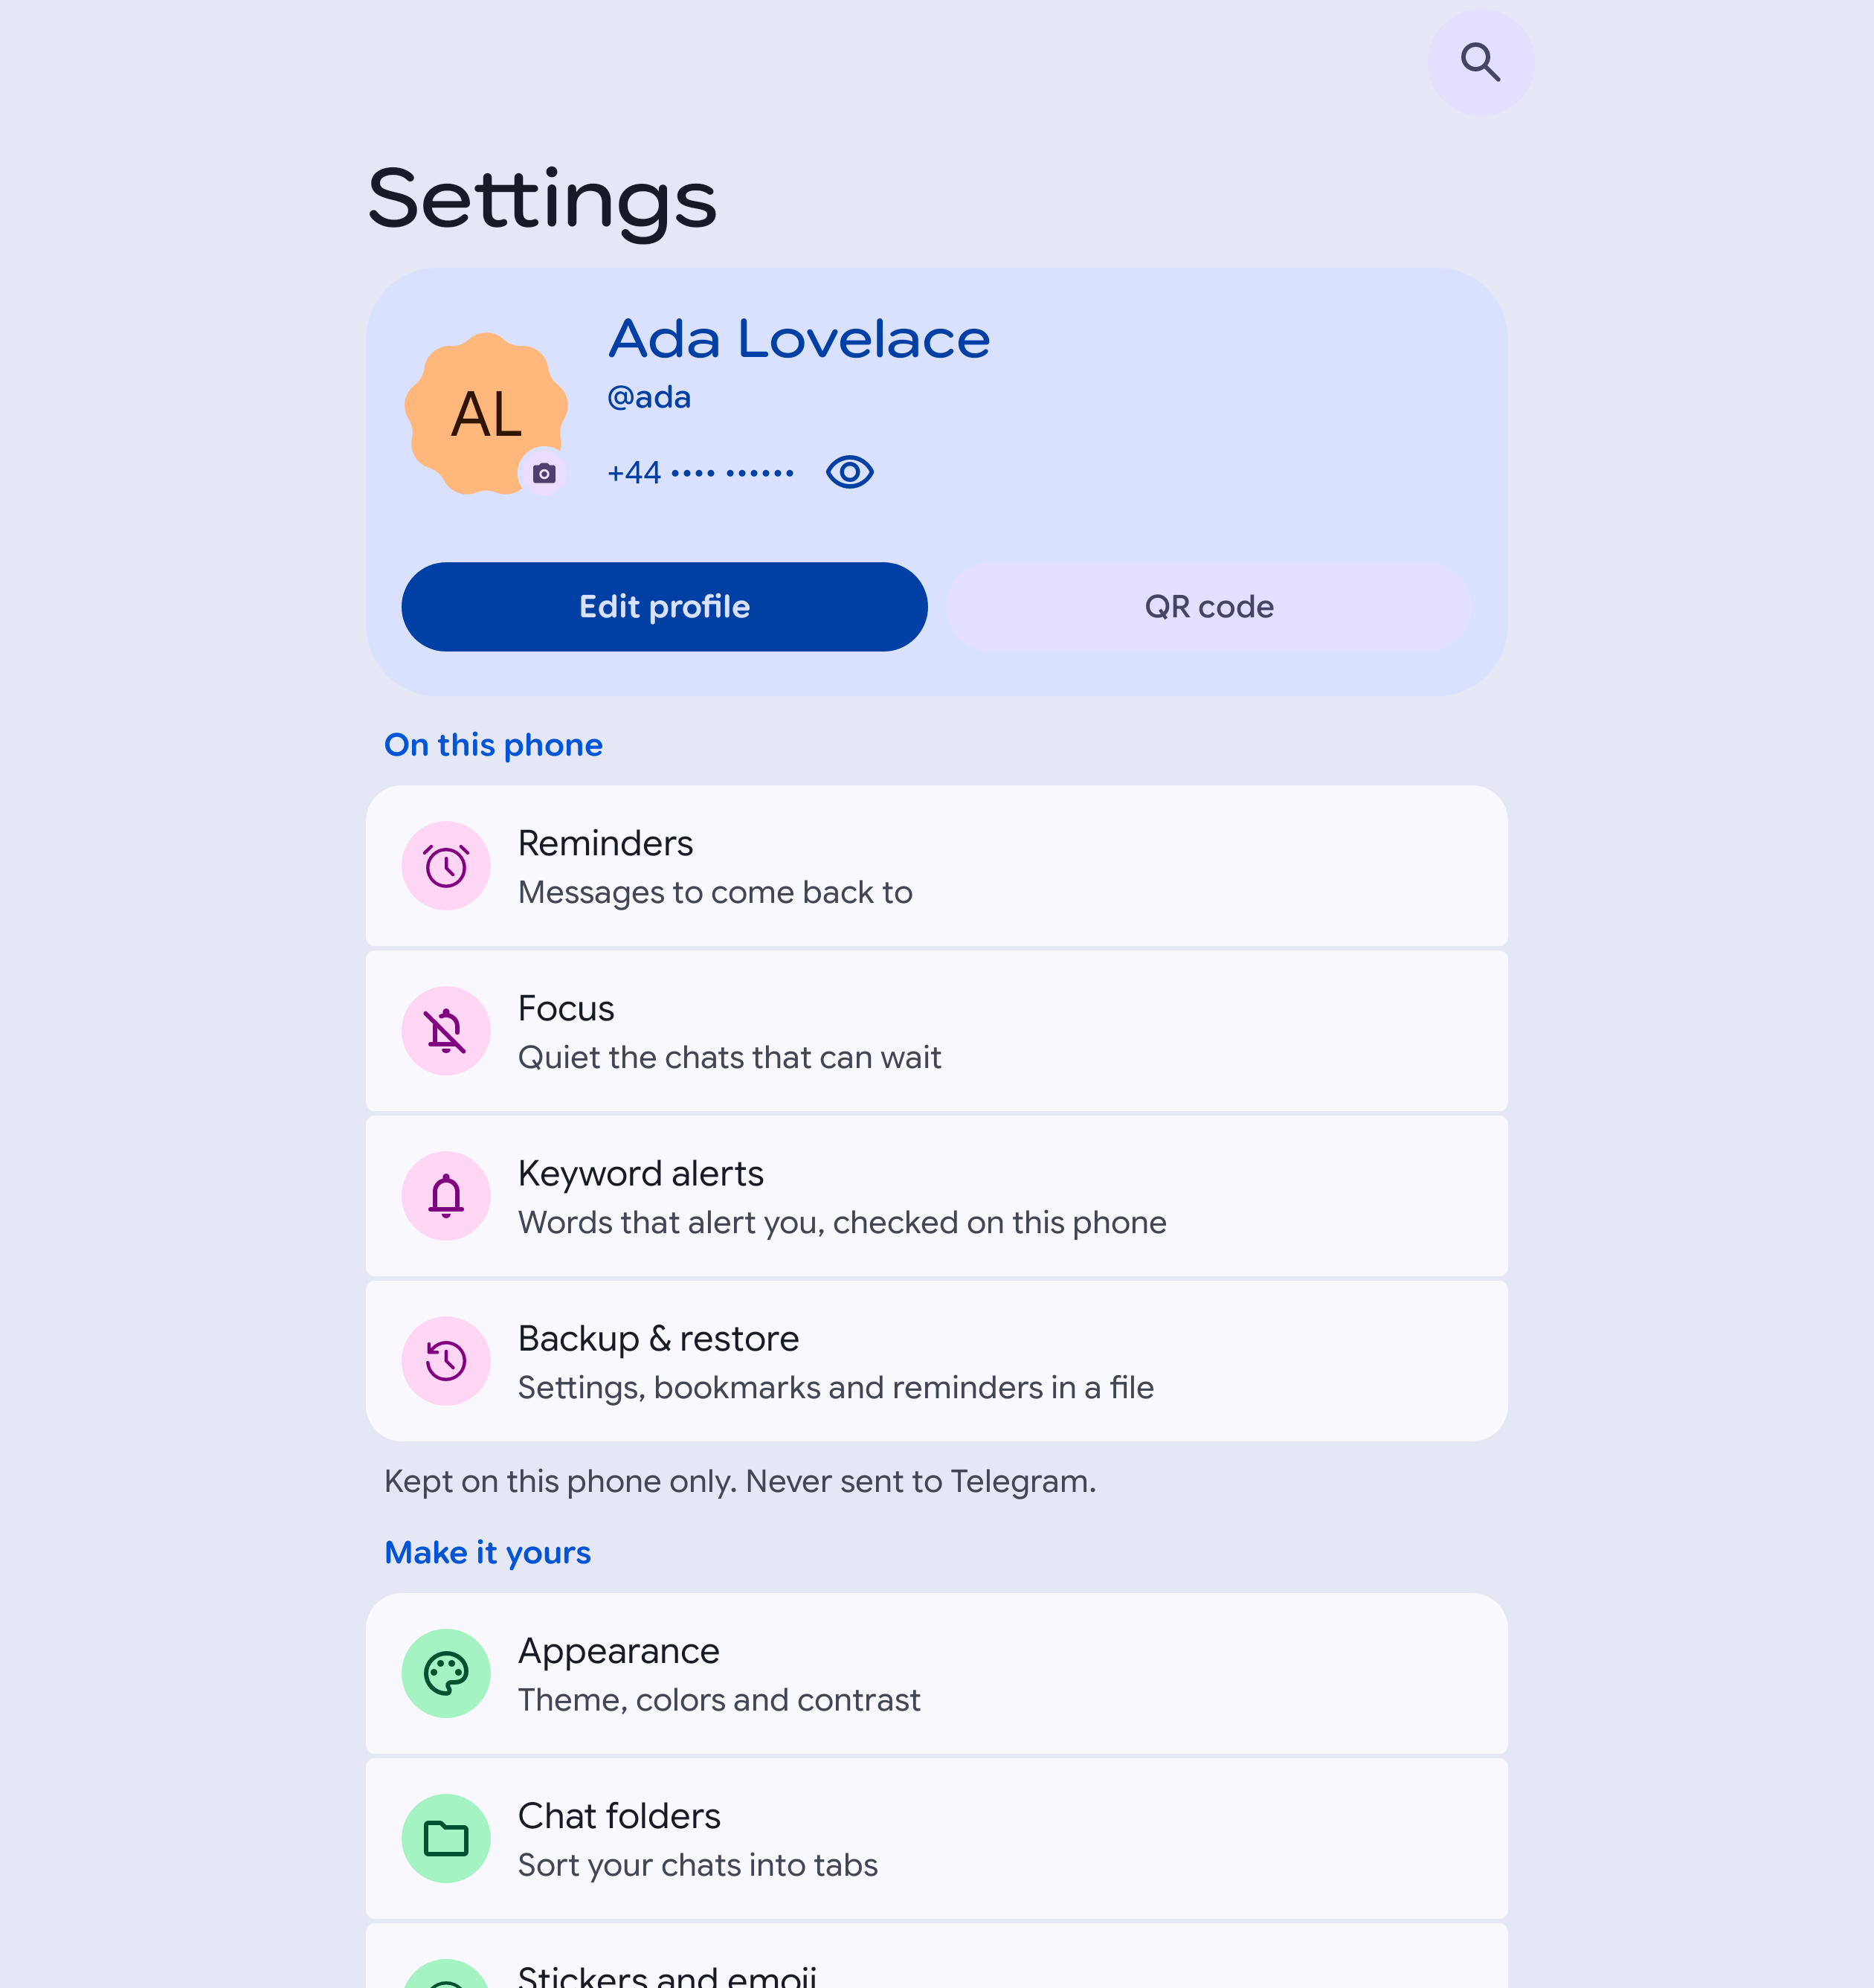 Settings
AL
Ada Lovelace
@ada
+44 •••• ••••••
Edit profile
QR code
On this phone
Reminders
Messages to come back to
Focus
Quiet the chats that can wait
Keyword alerts
Words that alert you, checked on this phone
Backup & restore
Settings, bookmarks and reminders in a file
Kept on this phone only. Never sent to Telegram.
Make it yours
Appearance
Theme, colors and contrast
Chat folders
Sort your chats into tabs
Stickers and emoji